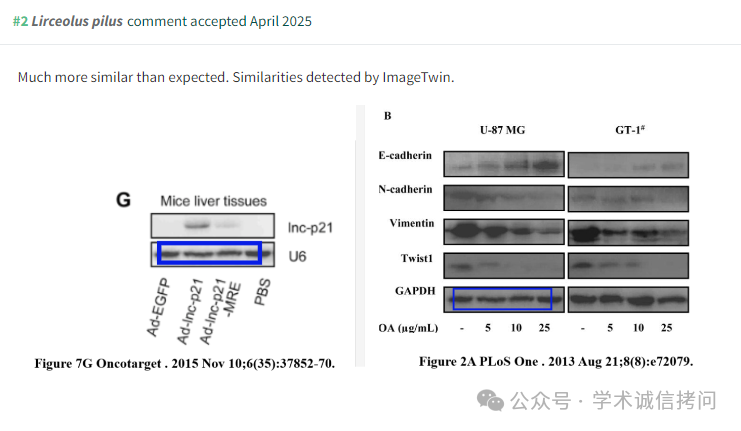 #2 Lirceolus pilus comment accepted April 2025
Much more similar than expected. Similarities detected by ImageTwin.
G
Mice liver tissues
lnc-p21
U6
Ad-EGFP
Ad-lnc-p21
Ad-lnc-p21
-MRE
PBS
Figure 7G Oncotarget . 2015 Nov 10;6(35):37852-70.
B
U-87 MG GT-1#
E-cadherin
N-cadherin
Vimentin
Twist1
GAPDH
OA (μg/mL) - 5 10 25 - 5 10 25
Figure 2A PLoS One . 2013 Aug 21;8(8):e72079.
公众号 · 学术诚信拷问